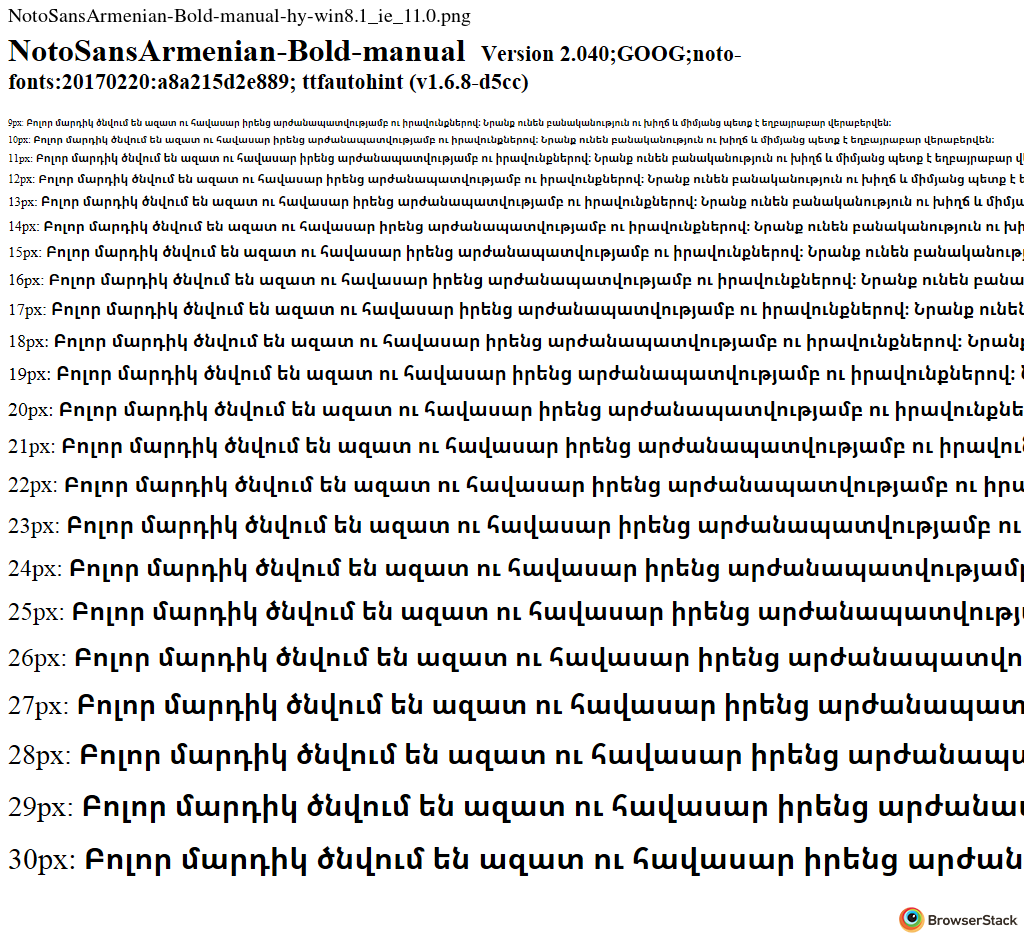 NotoSansArmenian-Bold-manual-hy-win8.1_ie_11.0.png
NotoSansArmenian-Bold-manual Version 2.040;GOOG;noto-
fonts:20170220:a8a215d2e889; ttfautohint (v1.6.8-d5cc)
9px: Բոլոր մարդիկ ծնվում են ազատ ու հավասար իրենց արժանապատվությամբ ու իրավունքներով: Նրանք ունեն բանականություն ու խիղճ և միմյանց պետք է եղբայրաբար վերաբերվեն:
10px: Բոլոր մարդիկ ծնվում են ազատ ու հավասար իրենց արժանապատվությամբ ու իրավունքներով: Նրանք ունեն բանականություն ու խիղճ և միմյանց պետք է եղբայրաբար վերաբերվեն:
11px: Բոլոր մարդիկ ծնվում են ազատ ու հավասար իրենց արժանապատվությամբ ու իրավունքներով: Նրանք ունեն բանականություն ու խիղճ և միմյանց պետք է եղբայրաբար
12px: Բոլոր մարդիկ ծնվում են ազատ ու հավասար իրենց արժանապատվությամբ ու իրավունքներով: Նրանք ունեն բանականություն ու խիղճ և միմյանց պետք է
13px: Բոլոր մարդիկ ծնվում են ազատ ու հավասար իրենց արժանապատվությամբ ու իրավունքներով: Նրանք ունեն բանականություն ու խիղճ և
14px: Բոլոր մարդիկ ծնվում են ազատ ու հավասար իրենց արժանապատվությամբ ու իրավունքներով: Նրանք ունեն բանականություն ու
15px: Բոլոր մարդիկ ծնվում են ազատ ու հավասար իրենց արժանապատվությամբ ու իրավունքներով: Նրանք ունեն
16px: Բոլոր մարդիկ ծնվում են ազատ ու հավասար իրենց արժանապատվությամբ ու իրավունքներով: Նրանք ունեն բանա
17px: Բոլոր մարդիկ ծնվում են ազատ ու հավասար իրենց արժանապատվությամբ ու իրավունքներով: Նրանք ունեն
18px: Բոլոր մարդիկ ծնվում են ազատ ու հավասար իրենց արժանապատվությամբ ու իրավունքներով: Նրան
19px: Բոլոր մարդիկ ծնվում են ազատ ու հավասար իրենց արժանապատվությամբ ու իրավունքներով:
20px: Բոլոր մարդիկ ծնվում են ազատ ու հավասար իրենց արժանապատվությամբ ու իրավունքնե
21px: Բոլոր մարդիկ ծնվում են ազատ ու հավասար իրենց արժանապատվությամբ ու իրավու
22px: Բոլոր մարդիկ ծնվում են ազատ ու հավասար իրենց արժանապատվությամբ ու իրա
23px: Բոլոր մարդիկ ծնվում են ազատ ու հավասար իրենց արժանապատվությամբ ու
24px: Բոլոր մարդիկ ծնվում են ազատ ու հավասար իրենց արժանապատվությամբ
25px: Բոլոր մարդիկ ծնվում են ազատ ու հավասար իրենց արժանապատվությ
26px: Բոլոր մարդիկ ծնվում են ազատ ու հավասար իրենց արժանապատվո
27px: Բոլոր մարդիկ ծնվում են ազատ ու հավասար իրենց արժանապատ
28px: Բոլոր մարդիկ ծնվում են ազատ ու հավասար իրենց արժանապա
29px: Բոլոր մարդիկ ծնվում են ազատ ու հավասար իրենց արժանա
30px: Բոլոր մարդիկ ծնվում են ազատ ու հավասար իրենց արժան
BrowserStack